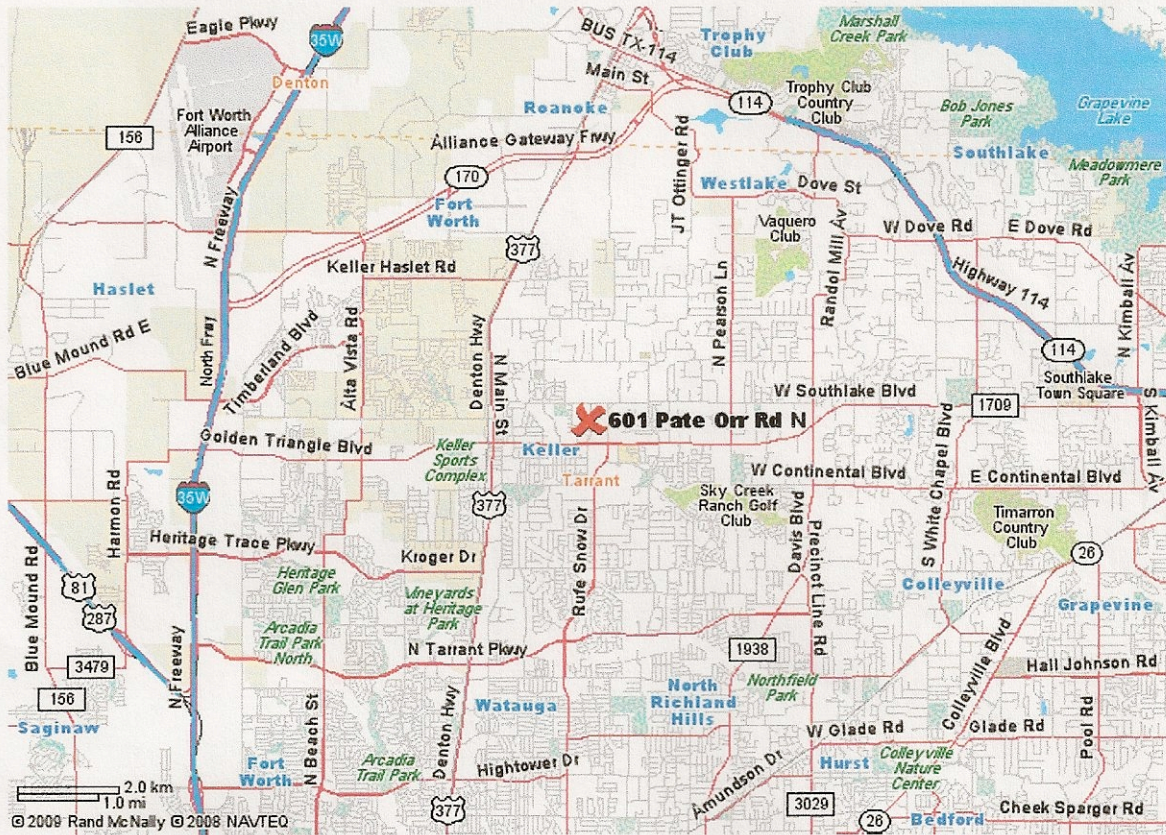 Eagle Pkwy
35W
Denton
BUS TX-114
Trophy
Club
Marshall
Creek Park
Main St
Roanoke
114
Trophy Club
Country
Club
Bob Jones
Park
Grapevine
Lake
156
Fort Worth
Alliance
Airport
Alliance Gateway Frwy
170
Fort
Worth
JT Ottinger Rd
Southlake
Meadowmere
Park
Westlake
Dove St
N Freeway
Vaquero
Club
Randol Mill Av
W Dove Rd
E Dove Rd
377
Keller Haslet Rd
Haslet
Highway 114
N Kimball Av
N Pearson Ln
Blue Mound Rd E
North Frwy
Timberland Blvd
Alta Vista Rd
Denton Hwy
N Main St
114
Southlake
Town Square
W Southlake Blvd
1709
S Kimball Av
601 Pate Orr Rd N
Golden Triangle Blvd
Keller
Sports
Complex
Keller
Tarrant
S White Chapel Blvd
W Continental Blvd
E Continental Blvd
35W
Harmon Rd
377
Sky Creek
Ranch Golf
Club
Davis Blvd
Precinct Line Rd
Timarron
Country
Club
26
Heritage Trace Pkwy
Kroger Dr
Rufe Snow Dr
Blue Mound Rd
81
287
Heritage
Glen Park
Vineyards
at Heritage
Park
Colleyville
Grapevine
Arcadia
Trail Park
North
N Tarrant Pkwy
1938
Colleyville Blvd
Hall Johnson Rd
3479
156
N Freeway
Northfield
Park
North
Richland
Hills
Watauga
Saginaw
W Glade Rd
Glade Rd
Pool Rd
Fort
Worth
N Beach St
Arcadia
Trail Park
Denton Hwy
Hightower Dr
Amundson Dr
Hurst
Colleyville
Nature
Center
377
3029
26
Bedford
Cheek Sparger Rd
2.0 km
1.0 mi
© 2009 Rand McNally © 2008 NAVTEQ